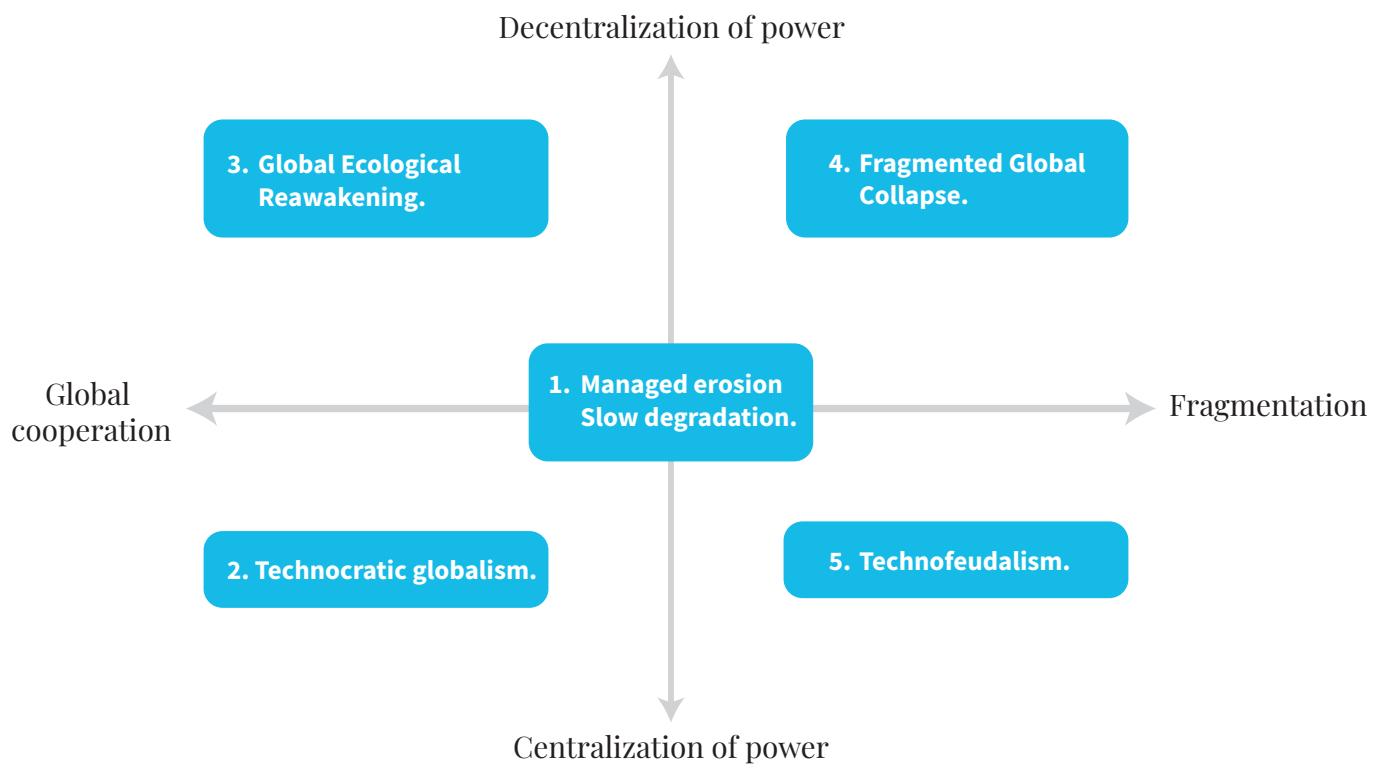 Decentralization of power
3. Global Ecological
Reawakening.
4. Fragmented Global
Collapse.
Global
cooperation
1. Managed erosion
Slow degradation.
Fragmentation
2. Technocratic globalism.
5. Technofeudalism.
Centralization of power